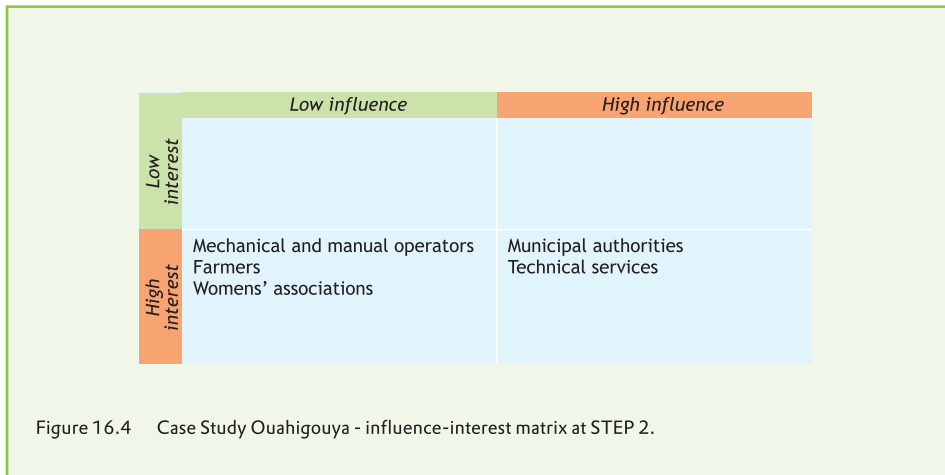 Low influence
High influence
Low
interest
High
interest
Mechanical and manual operators
Farmers
Womens’ associations
Municipal authorities
Technical services
Figure 16.4 Case Study Ouahigouya - influence-interest matrix at STEP 2.